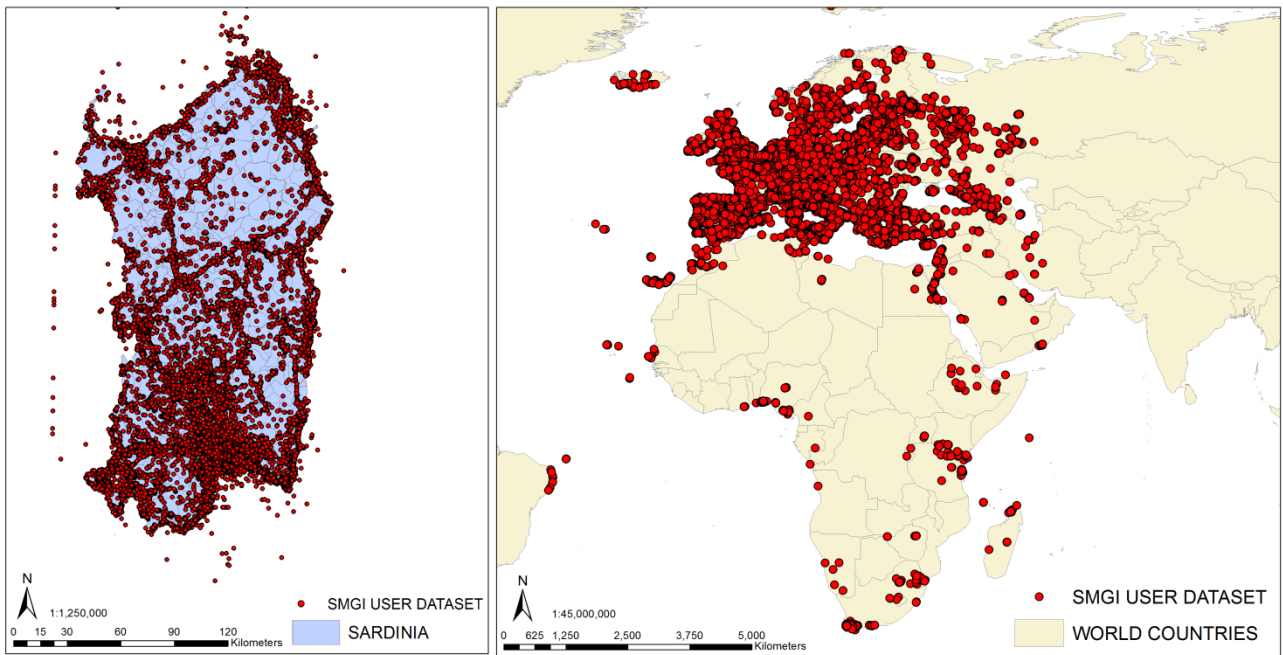 N
1:1,250,000
0 15 30 60 90 120
Kilometers
SMGI USER DATASET
SARDINIA
N
1:45,000,000
0 625 1,250 2,500 3,750 5,000
Kilometers
SMGI USER DATASET
WORLD COUNTRIES